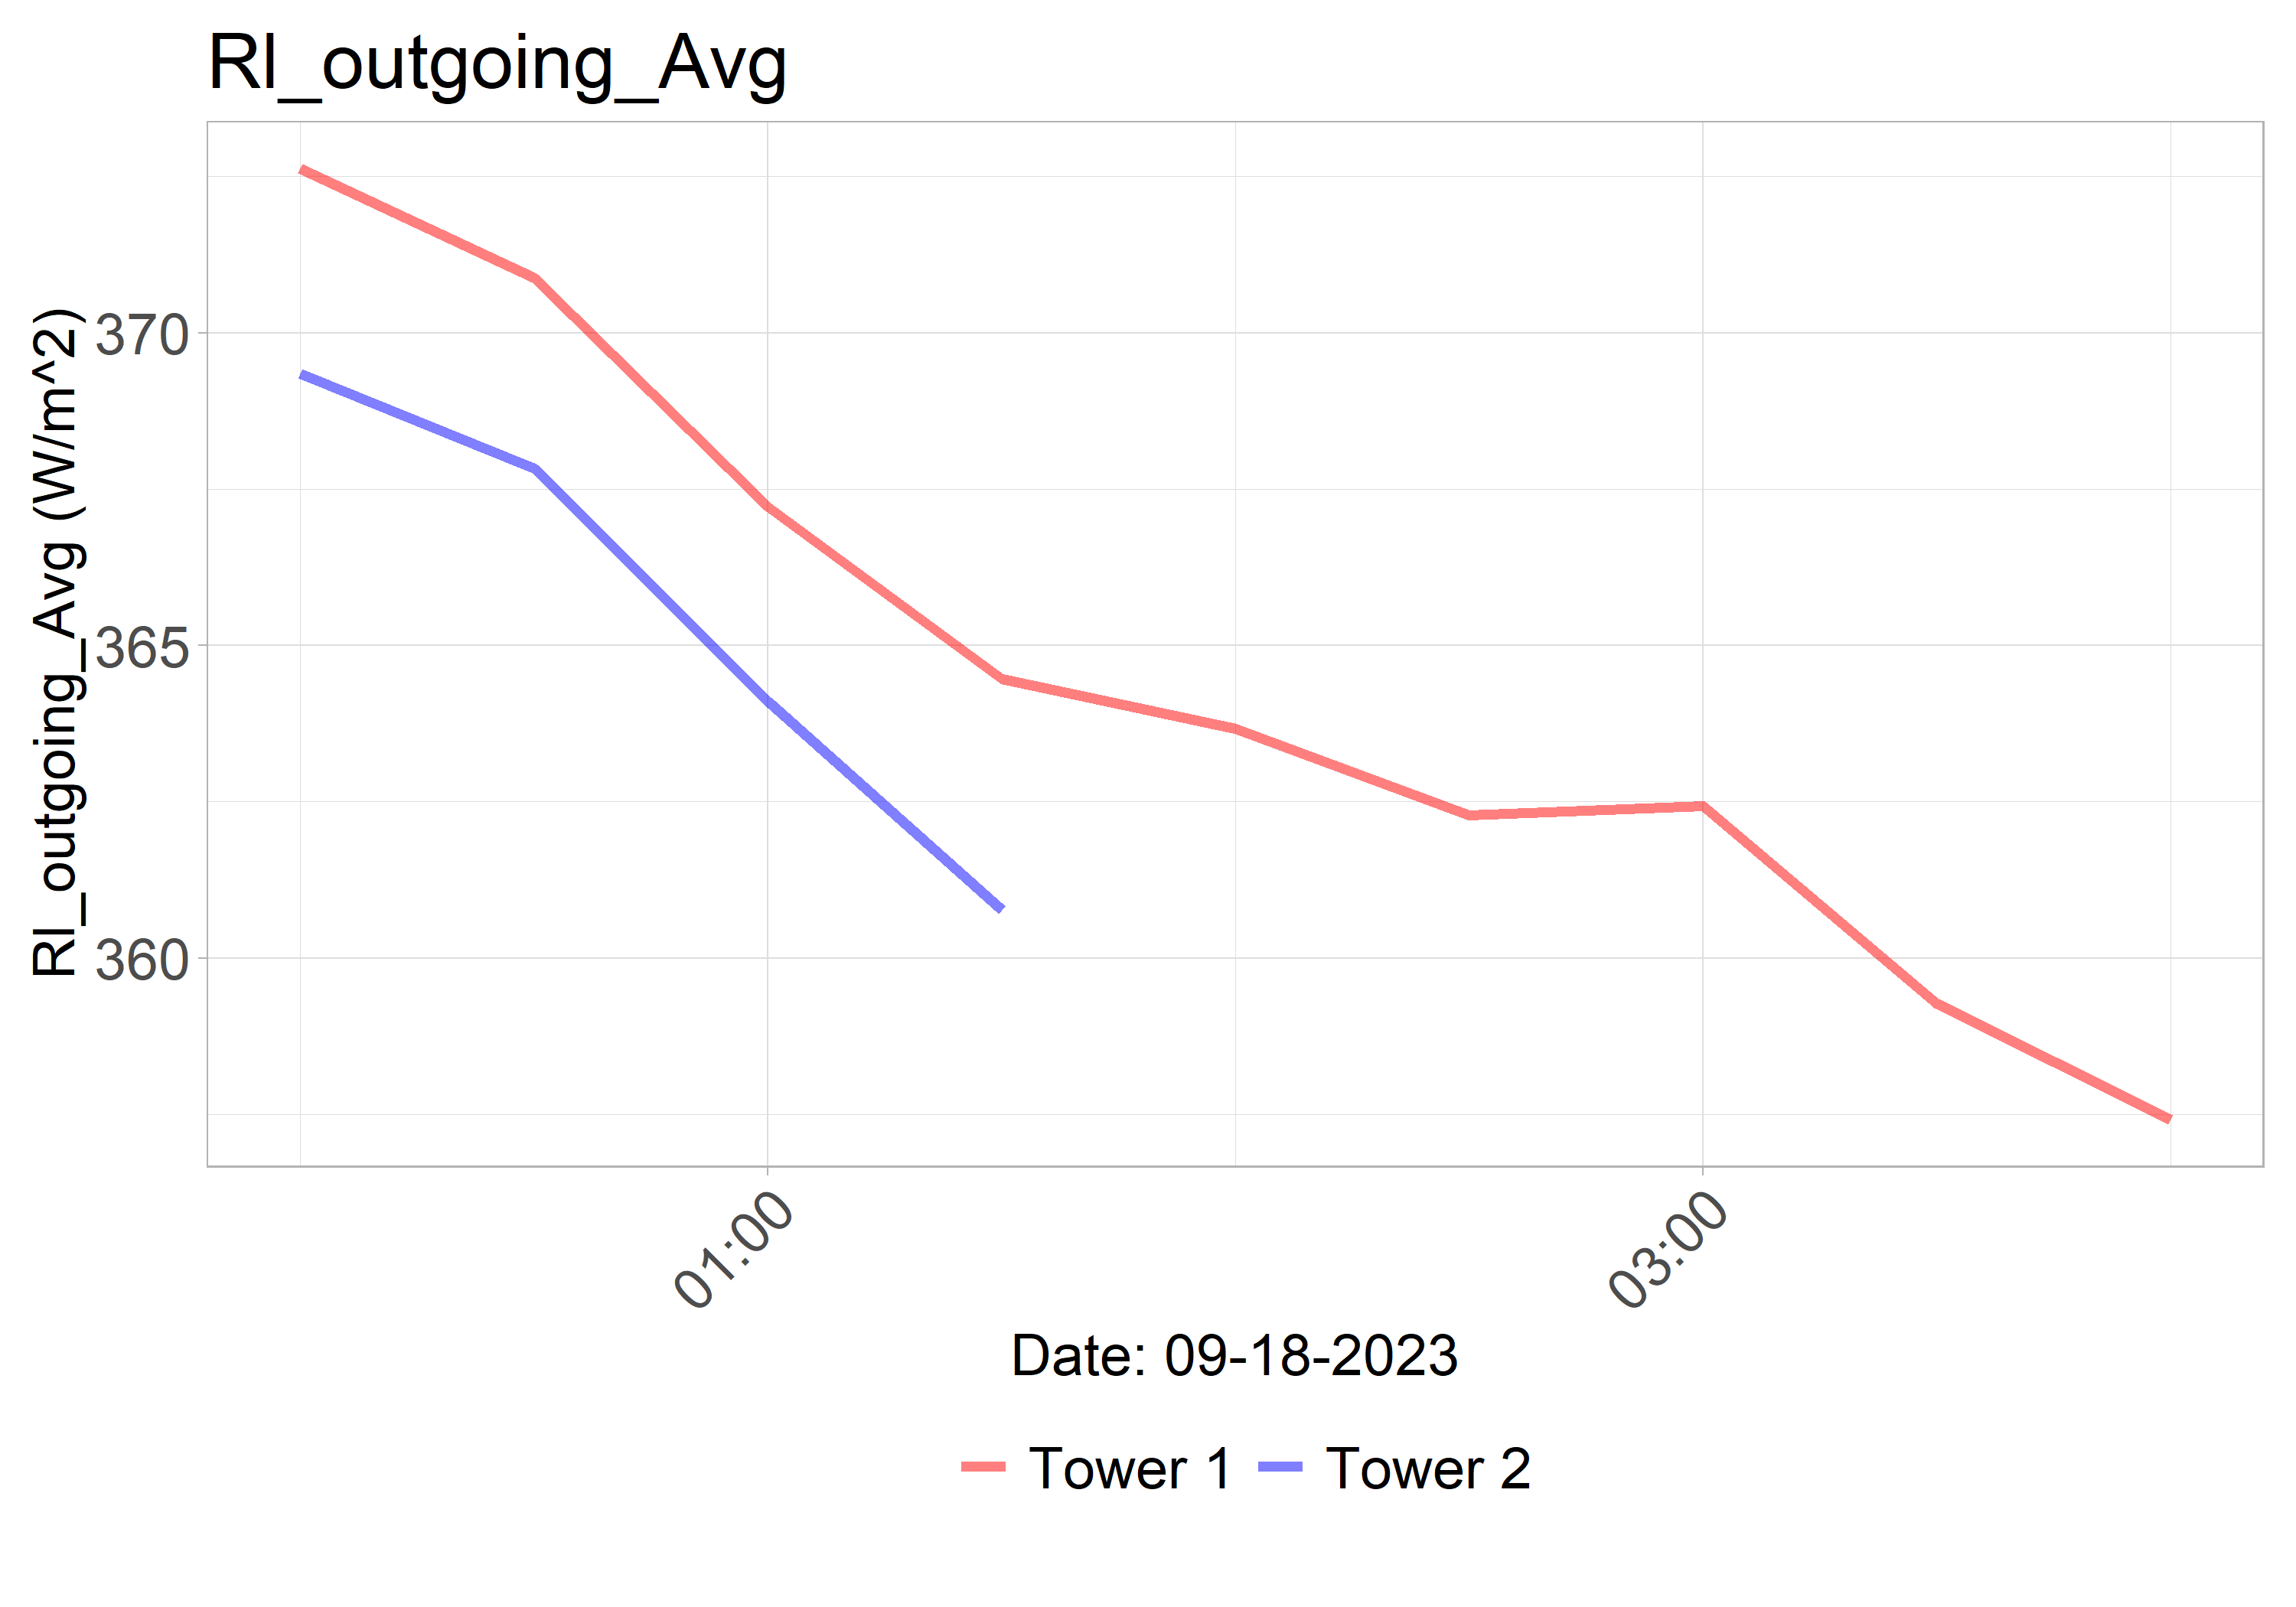 Rl_outgoing_Avg
Rl_outgoing_Avg (W/m^2)
370
365
360
01:00
03:00
Date: 09-18-2023
Tower 1
Tower 2